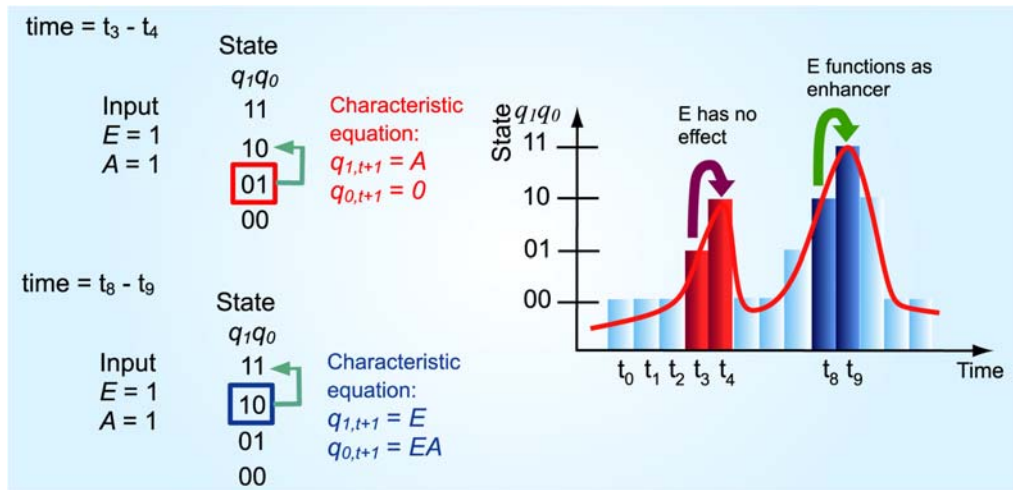 time = t3 - t4
State
q1q0
Input
E = 1
A = 1
11
10
01
00
Characteristic
equation:
q1,t+1 = A
q0,t+1 = 0
time = t8 - t9
State
q1q0
Input
E = 1
A = 1
11
10
01
00
Characteristic
equation:
q1,t+1 = E
q0,t+1 = EA
State
q1q0
11
10
01
00
E has no
effect
E functions as
enhancer
t0 t1 t2 t3 t4 t8 t9 Time